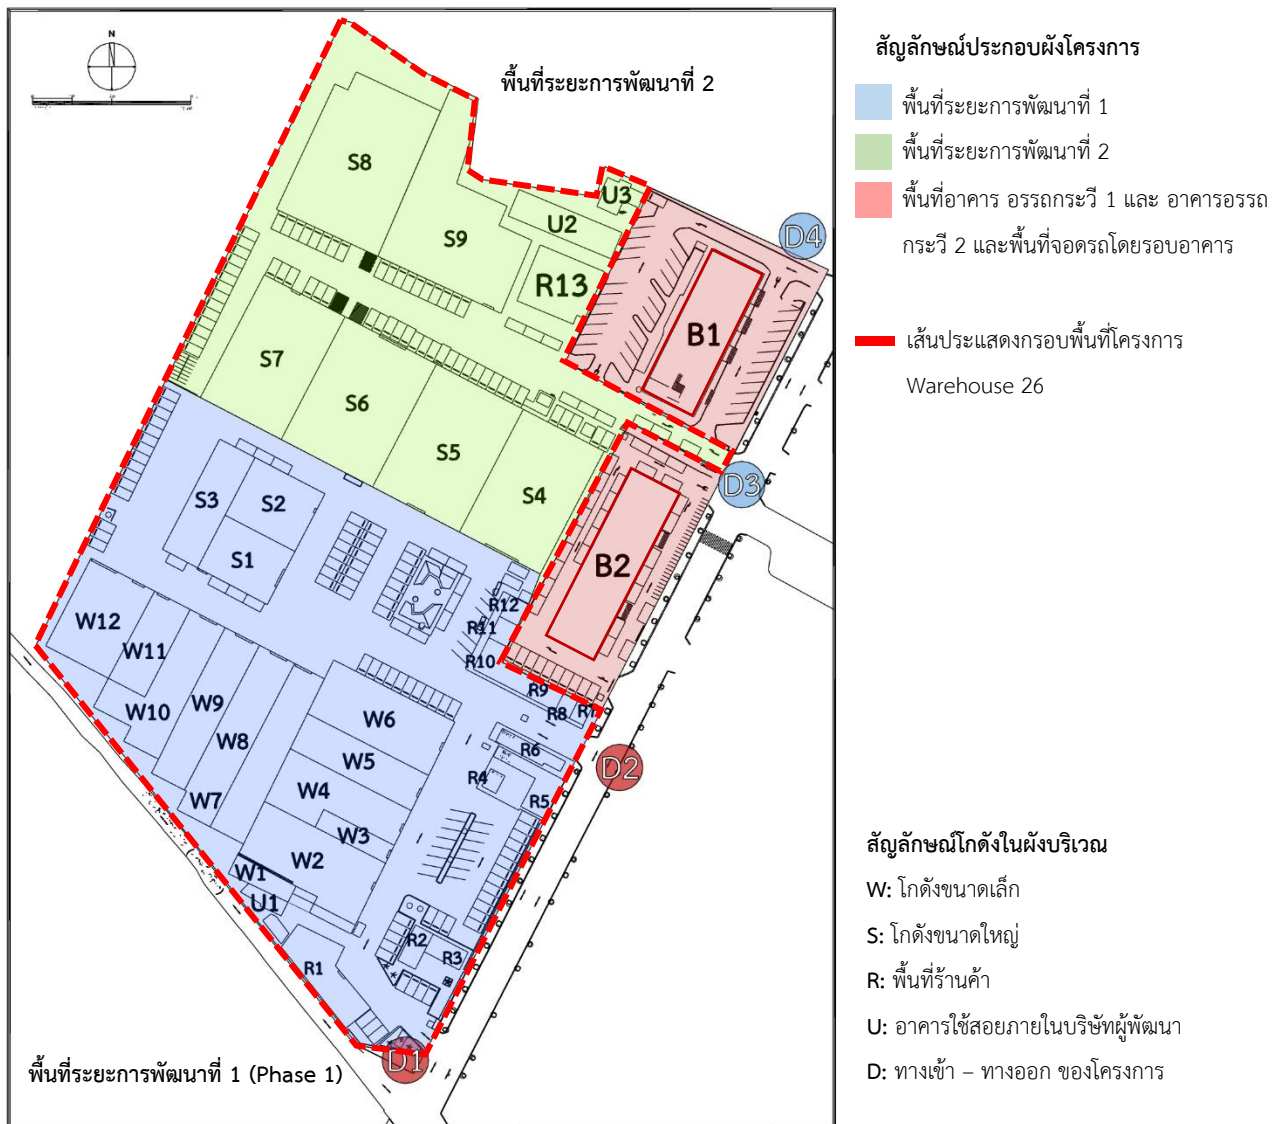 N
พื้นที่ระยะการพัฒนาที่ 2
S8
U3
U2
S9
R13
D4
B1
S7
S6
S5
S4
D3
B2
S3
S2
S1
R12
R11
R10
W12
W11
W10
W9
W8
W7
W6
W5
W4
W3
W2
W1
U1
R9
R8
R7
R6
R4
R5
D2
R2
R3
R1
D1
พื้นที่ระยะการพัฒนาที่ 1 (Phase 1)
สัญลักษณ์ประกอบผังโครงการ
พื้นที่ระยะการพัฒนาที่ 1
พื้นที่ระยะการพัฒนาที่ 2
พื้นที่อาคาร อรรถกระวี 1 และ อาคารอรรถ
กระวี 2 และพื้นที่จอดรถโดยรอบอาคาร
เส้นประแสดงกรอบพื้นที่โครงการ
Warehouse 26
สัญลักษณ์โกดังในผังบริเวณ
W: โกดังขนาดเล็ก
S: โกดังขนาดใหญ่
R: พื้นที่ร้านค้า
U: อาคารใช้สอยภายในบริษัทผู้พัฒนา
D: ทางเข้า – ทางออก ของโครงการ